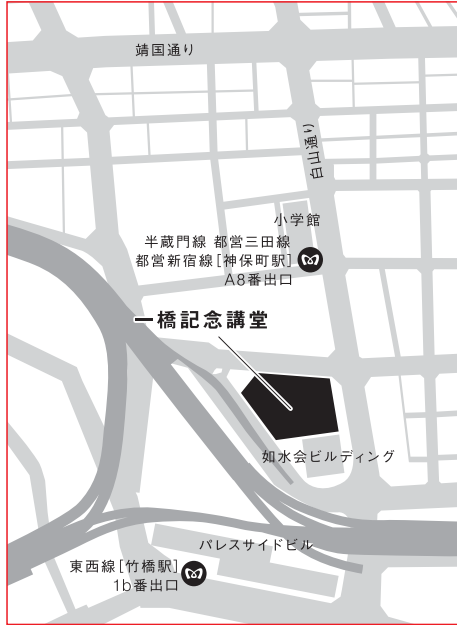 靖国通り
白山通り
小学館
半蔵門線 都営三田線
都営新宿線[神保町駅]
A8番出口
一橋記念講堂
如水会ビルディング
パレスサイドビル
東西線[竹橋駅]
1b番出口